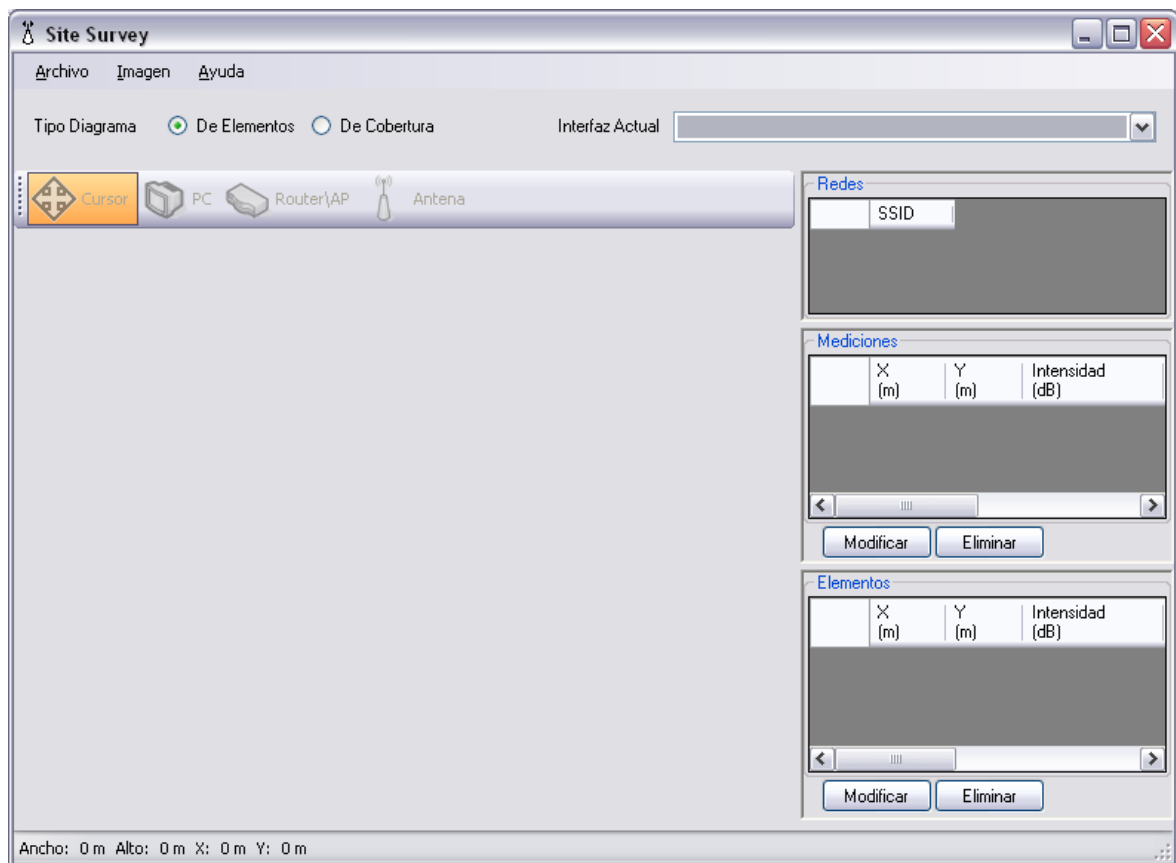 Site Survey
Archivo Imagen Ayuda
Tipo Diagrama De Elementos De Cobertura Interfaz Actual
Cursor PC Router\AP Antena
Redes
SSID
Mediciones
X (m) Y (m) Intensidad (dB)
Modificar Eliminar
Elementos
X (m) Y (m) Intensidad (dB)
Modificar Eliminar
Ancho: 0 m Alto: 0 m X: 0 m Y: 0 m